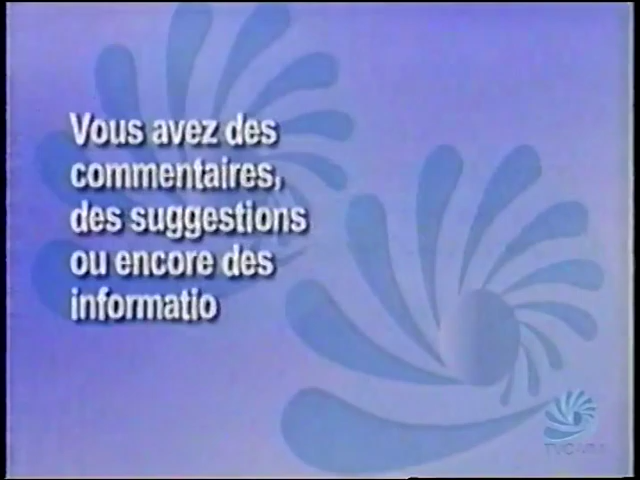 Vous avez des
commentaires,
des suggestions
ou encore des
informatio